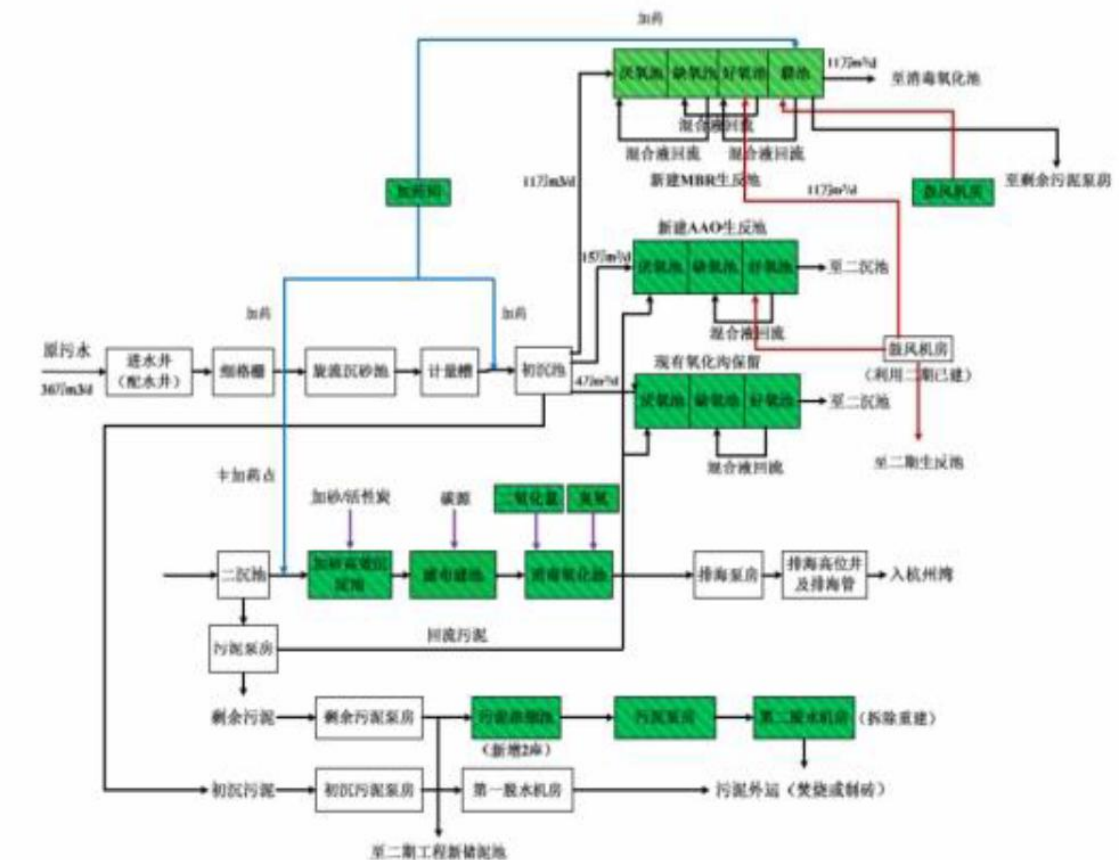 加药
厌氧池 缺氧池 好氧池 膜池
11万m³/d
至消毒氧化池
混合液回流
混合液回流 混合液回流
新建MBR生反池
11万m3/d
加药间
11万m³/d
鼓风机房
至剩余污泥泵房
新建AAO生反池
15万m³/d
厌氧池 缺氧池 好氧池
至二沉池
混合液回流
加药
加药
原污水
36万m3/d
进水井
(配水井)
细格栅
旋流沉砂池
计量槽
初沉池
鼓风机房
(利用二期已建)
现有氧化沟保留
4万m³/d
厌氧池 缺氧池 好氧池
至二沉池
混合液回流
至二期生反池
卡加药点
加砂/活性炭
碳源
二氧化氯
臭氧
二沉池
加砂高效沉
淀池
滤布滤池
消毒氧化池
排海泵房
排海高位井
及排海管
入杭州湾
污泥泵房
回流污泥
剩余污泥
剩余污泥泵房
污泥浓缩池
(新增2座)
污泥泵房
第二脱水机房
(拆除重建)
初沉污泥
初沉污泥泵房
第一脱水机房
污泥外运(焚烧或制砖)
至二期工程新储泥池